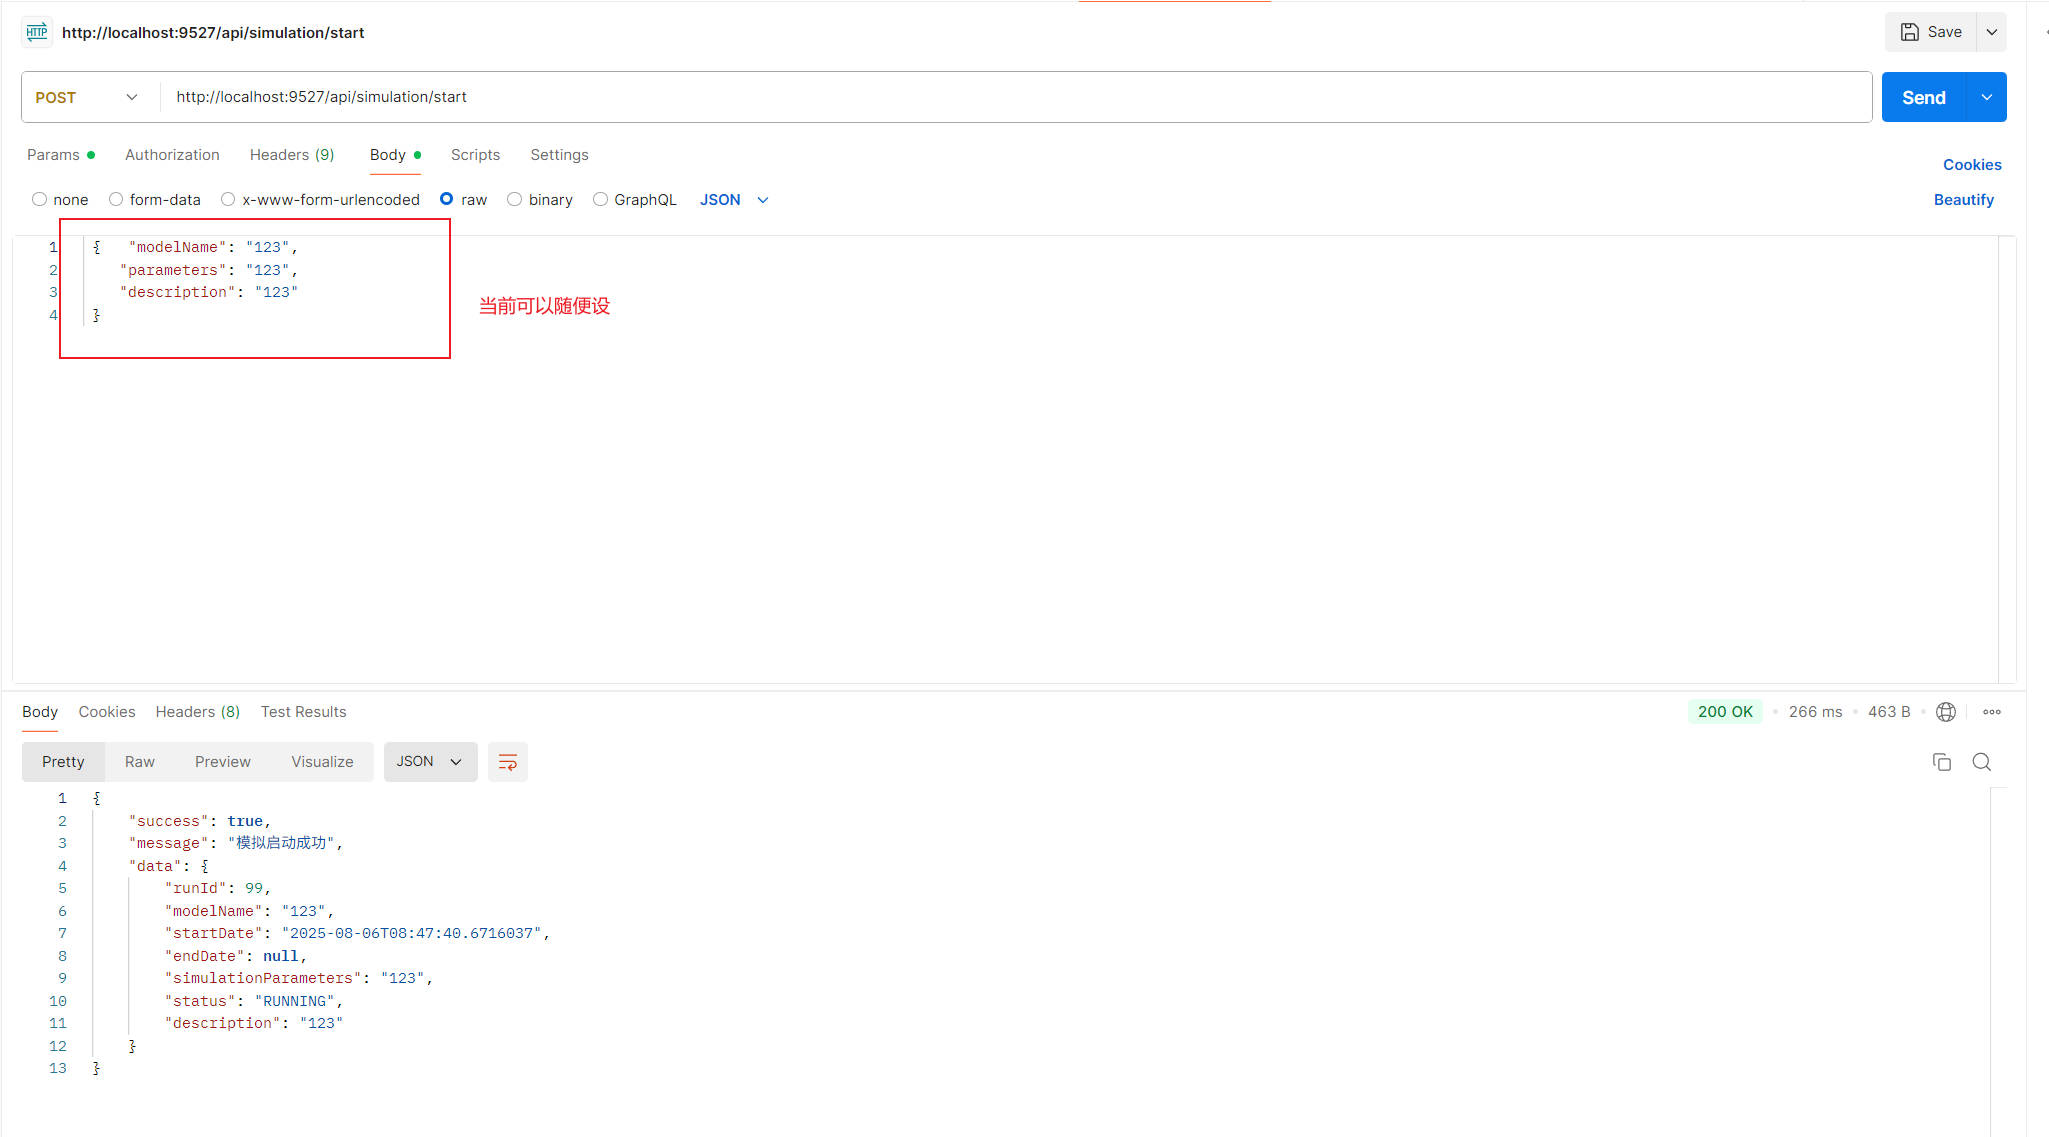 HTTP http://localhost:9527/api/simulation/start Save
POST http://localhost:9527/api/simulation/start Send
Params Authorization Headers (9) Body Scripts Settings Cookies
none form-data x-www-form-urlencoded raw binary GraphQL JSON Beautify
1 { "modelName": "123",
2 "parameters": "123",
3 "description": "123"
4 }
当前可以随便设
Body Cookies Headers (8) Test Results 200 OK 266 ms 463 B
Pretty Raw Preview Visualize JSON
1 {
2 "success": true,
3 "message": "模拟启动成功",
4 "data": {
5 "runId": 99,
6 "modelName": "123",
7 "startDate": "2025-08-06T08:47:40.6716037",
8 "endDate": null,
9 "simulationParameters": "123",
10 "status": "RUNNING",
11 "description": "123"
12 }
13 }